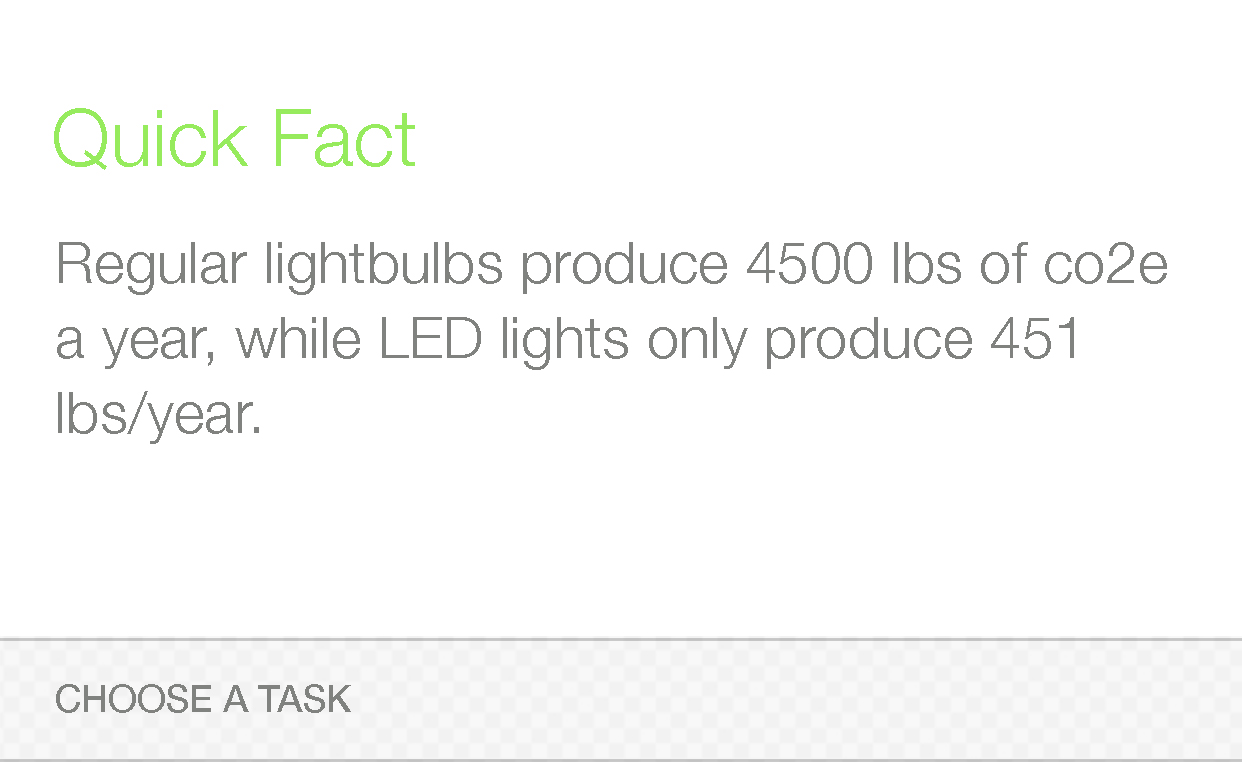 Quick Fact
Regular lightbulbs produce 4500 lbs of co2e
a year, while LED lights only produce 451
lbs/year.
CHOOSE A TASK